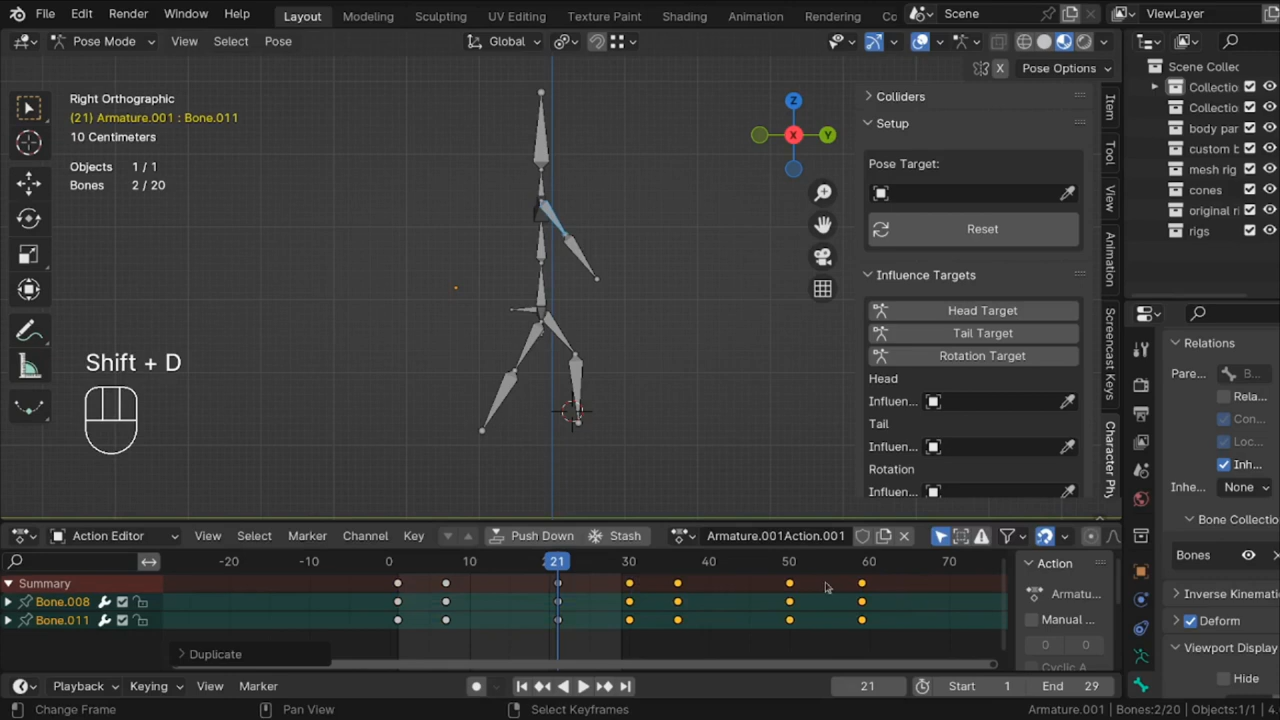 File Edit Render Window Help Layout Modeling Sculpting UV Editing Texture Paint Shading Animation Rendering Co Scene ViewLayer
Pose Mode View Select Pose Global
X Pose Options
Scene Collec
Collectio
Collectio
body par
custom b
mesh rig
cones
original ri
rigs
Right Orthographic
(21) Armature.001 : Bone.011
10 Centimeters
Objects 1 / 1
Bones 2 / 20
Z
X
Y
Colliders
Setup
Pose Target:
Reset
Influence Targets
Head Target
Tail Target
Rotation Target
Head
Influen...
Tail
Influen...
Rotation
Influen...
Item
Tool
View
Animation
Screencast Keys
Character Phy
Shift + D
Relations
Pare... B...
Rela...
Con...
Loc...
Inh...
Inhe... None
Bone Collectio
Bones
Inverse Kinematic
Deform
Viewport Display
Hide
Action Editor View Select Marker Channel Key Push Down Stash Armature.001Action.001
-20 -10 0 10 21 30 40 50 60 70
Summary
Bone.008
Bone.011
Duplicate
Action
Armatu...
Manual ...
0 0
Cyclic A
Playback Keying View Marker 21 Start 1 End 29
Change Frame Pan View Select Keyframes Armature.001 | Bones:2/20 | Objects:1/1 | 4.